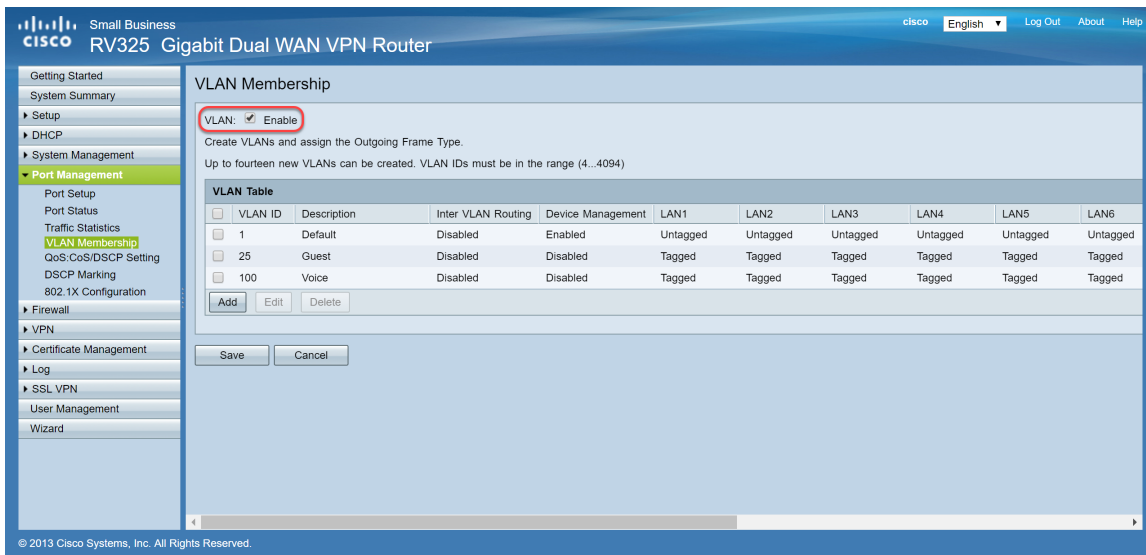 Small Business
cisco English Log Out About Help
CISCO RV325 Gigabit Dual WAN VPN Router
Getting Started
System Summary
Setup
DHCP
System Management
Port Management
Port Setup
Port Status
Traffic Statistics
VLAN Membership
QoS:CoS/DSCP Setting
DSCP Marking
802.1X Configuration
Firewall
VPN
Certificate Management
Log
SSL VPN
User Management
Wizard
VLAN Membership
VLAN: Enable
Create VLANs and assign the Outgoing Frame Type.
Up to fourteen new VLANs can be created. VLAN IDs must be in the range (4...4094)
VLAN Table
VLAN ID Description Inter VLAN Routing Device Management LAN1 LAN2 LAN3 LAN4 LAN5 LAN6
1 Default Disabled Enabled Untagged Untagged Untagged Untagged Untagged Untagged
25 Guest Disabled Disabled Tagged Tagged Tagged Tagged Tagged Tagged
100 Voice Disabled Disabled Tagged Tagged Tagged Tagged Tagged Tagged
Add Edit Delete
Save Cancel
© 2013 Cisco Systems, Inc. All Rights Reserved.